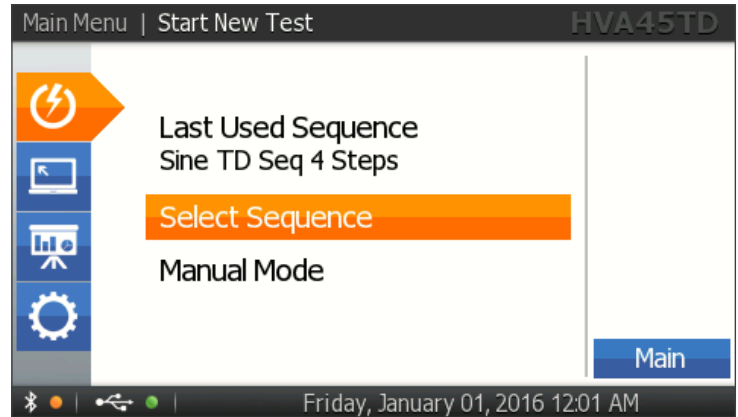 Main Menu | Start New Test
HVA45TD
Last Used Sequence
Sine TD Seq 4 Steps
Select Sequence
Manual Mode
Main
Friday, January 01, 2016 12:01 AM